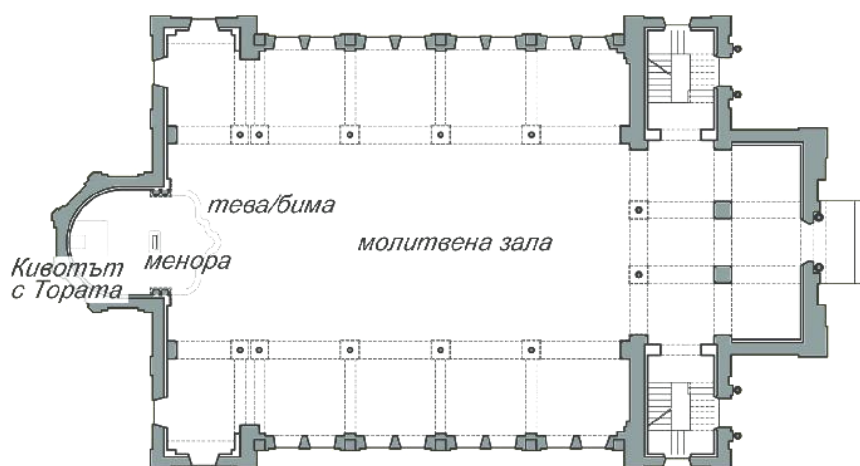 тева/бима
молитвена зала
менора
Кивотът
с Тората